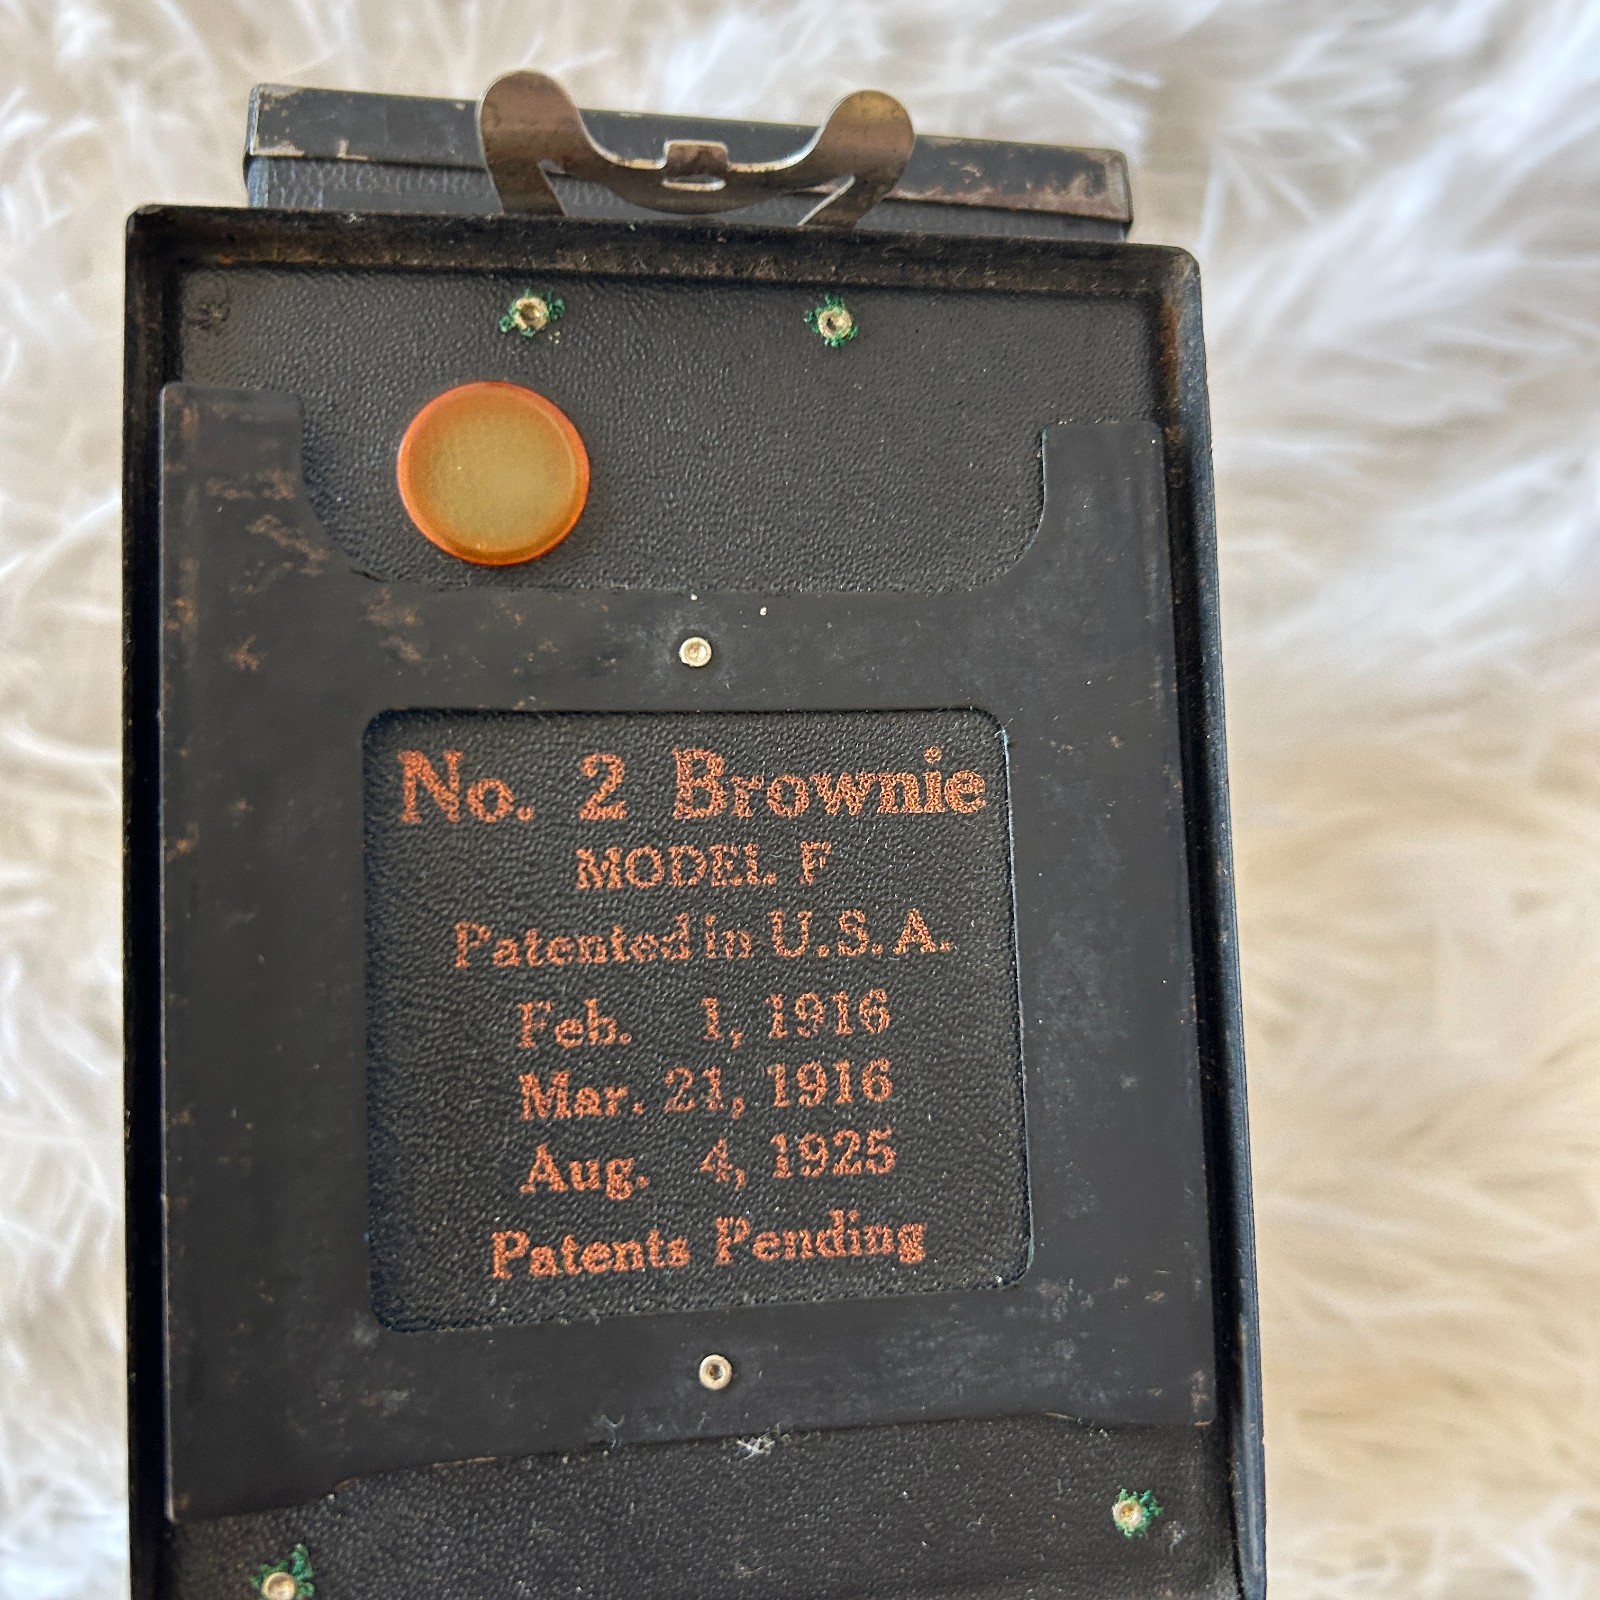 No. 2 Brownie
MODEL F
Patented in U.S.A.
Feb. 1, 1916
Mar. 21, 1916
Aug. 4, 1925
Patents Pending